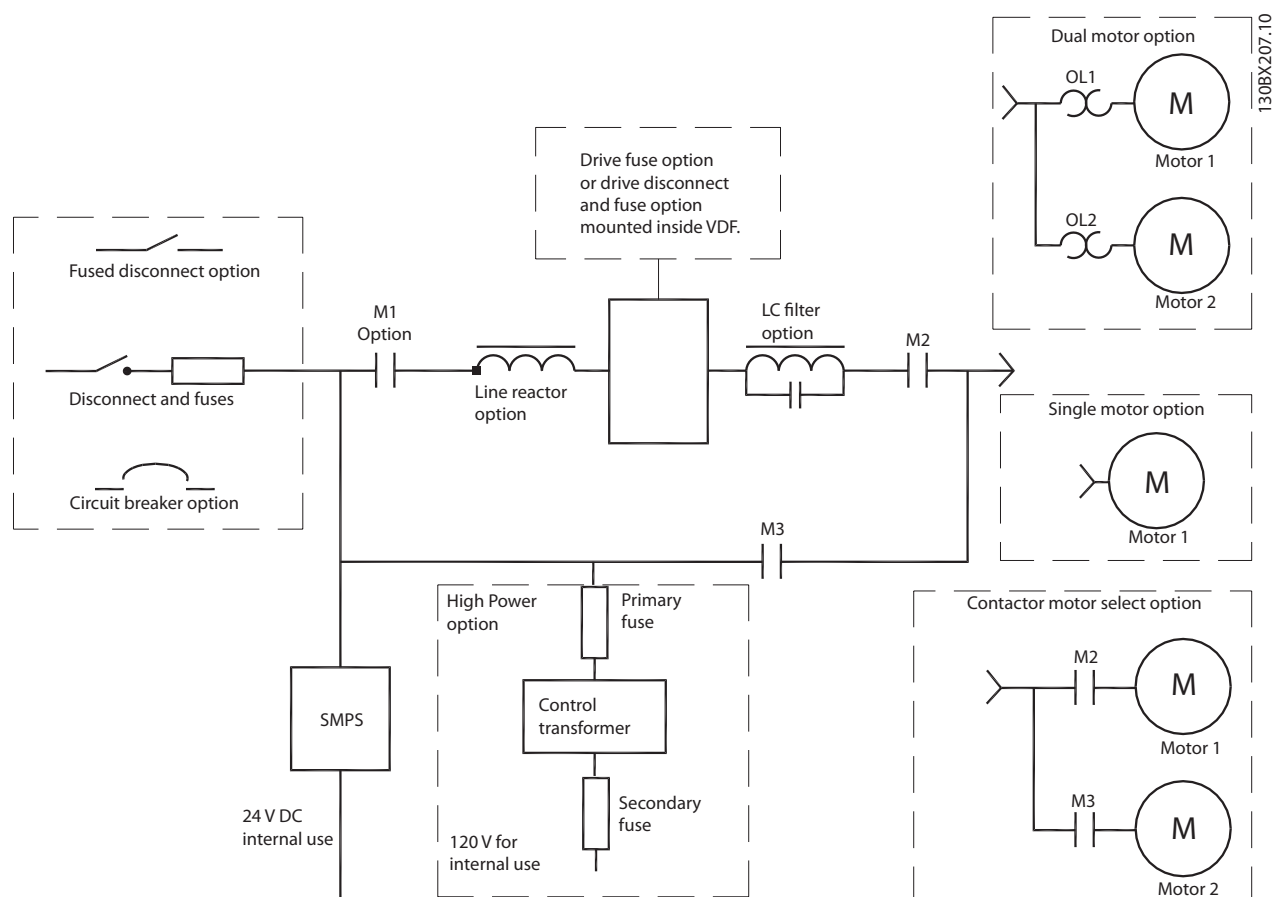 130BX207.10
Dual motor option
OL1
M
Motor 1
OL2
M
Motor 2
Drive fuse option
or drive disconnect
and fuse option
mounted inside VDF.
Fused disconnect option
Disconnect and fuses
Circuit breaker option
M1
Option
Line reactor
option
LC filter
option
M2
Single motor option
M
Motor 1
M3
High Power
option
Primary
fuse
Control
transformer
Secondary
fuse
120 V for
internal use
SMPS
24 V DC
internal use
Contactor motor select option
M2
M
Motor 1
M3
M
Motor 2